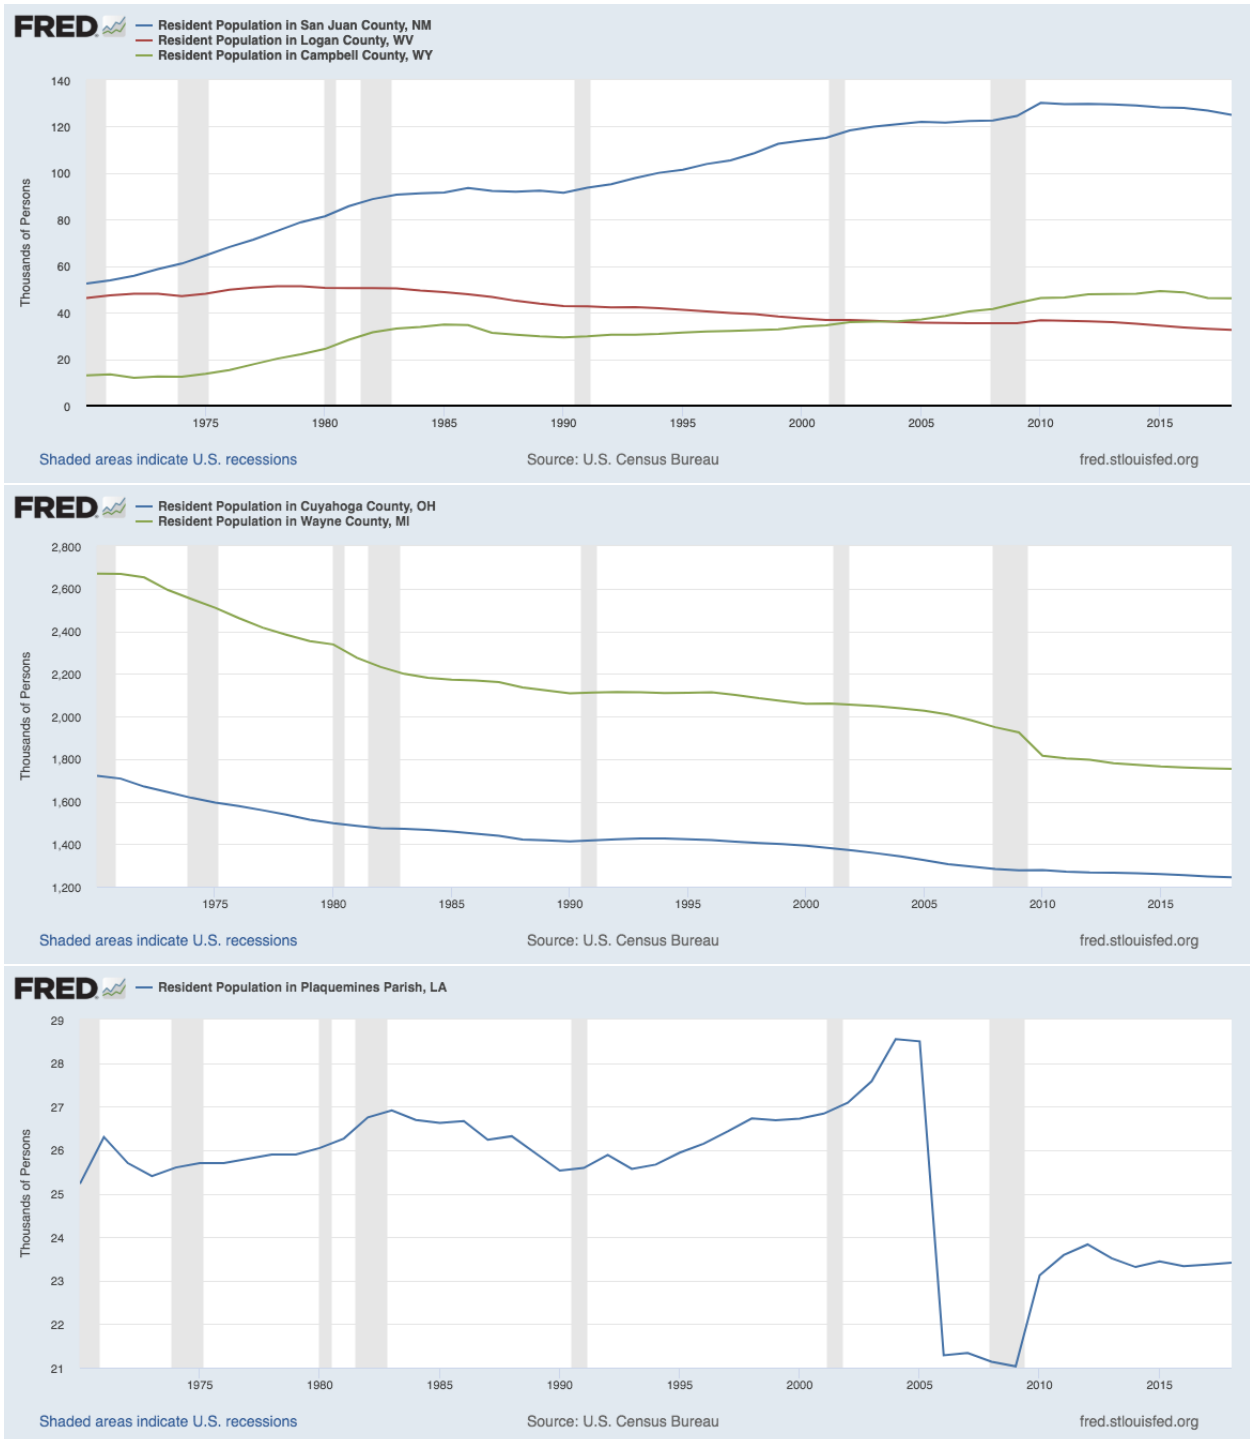 FRED
Resident Population in San Juan County, NM
Resident Population in Logan County, WV
Resident Population in Campbell County, WY
Thousands of Persons
140
120
100
80
60
40
20
0
1975 1980 1985 1990 1995 2000 2005 2010 2015
Shaded areas indicate U.S. recessions Source: U.S. Census Bureau fred.stlouisfed.org
FRED
Resident Population in Cuyahoga County, OH
Resident Population in Wayne County, MI
Thousands of Persons
2,800
2,600
2,400
2,200
2,000
1,800
1,600
1,400
1,200
1975 1980 1985 1990 1995 2000 2005 2010 2015
Shaded areas indicate U.S. recessions Source: U.S. Census Bureau fred.stlouisfed.org
FRED
Resident Population in Plaquemines Parish, LA
Thousands of Persons
29
28
27
26
25
24
23
22
21
1975 1980 1985 1990 1995 2000 2005 2010 2015
Shaded areas indicate U.S. recessions Source: U.S. Census Bureau fred.stlouisfed.org